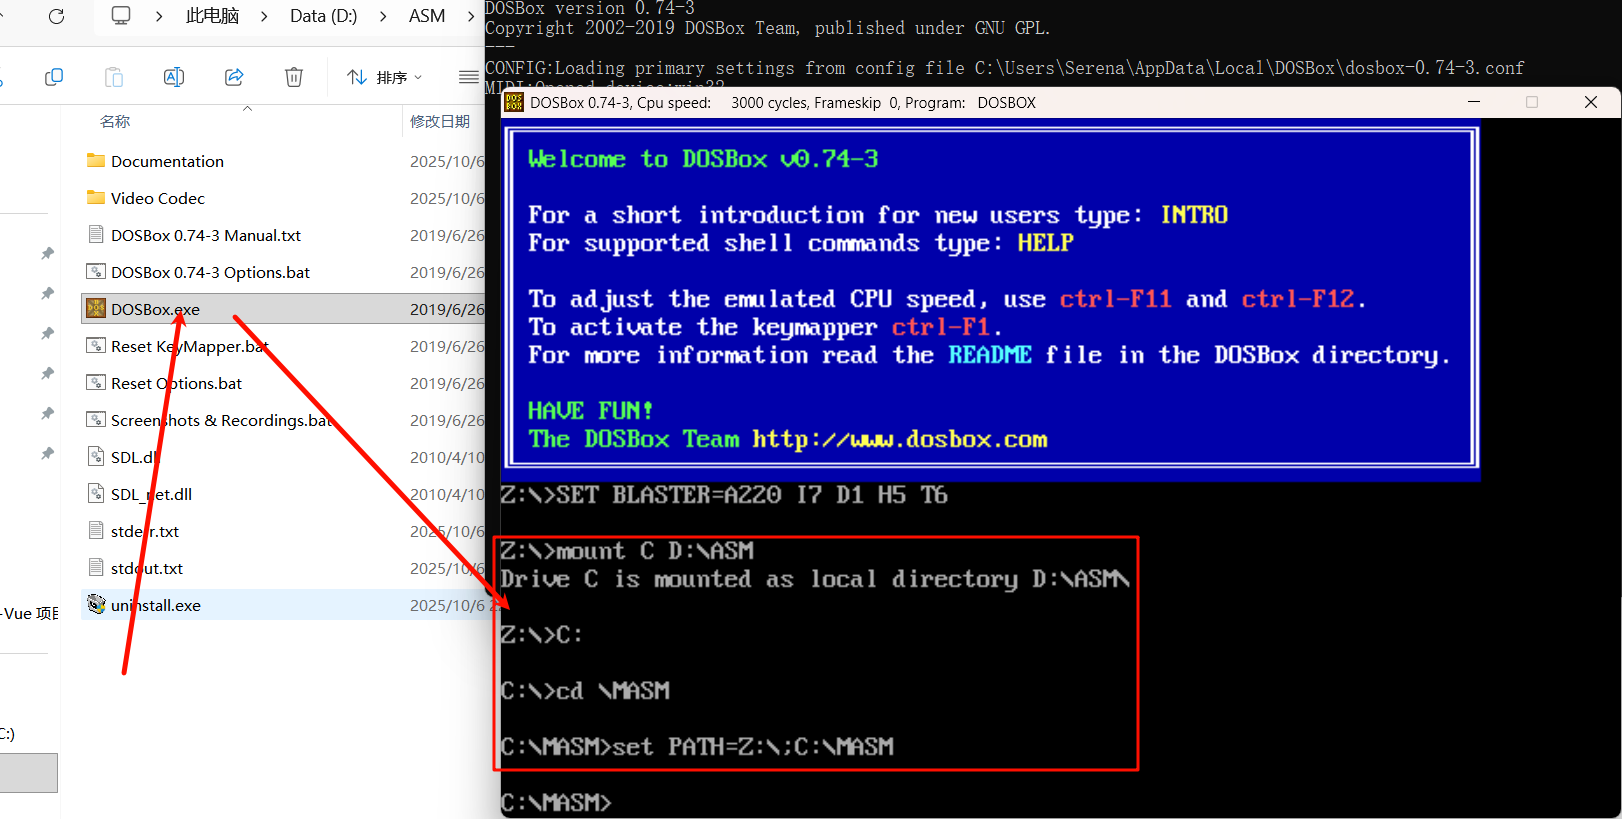 此电脑 > Data (D:) > ASM >
排序
名称
修改日期
Documentation 2025/10/6
Video Codec 2025/10/6
DOSBox 0.74-3 Manual.txt 2019/6/26
DOSBox 0.74-3 Options.bat 2019/6/26
DOSBox.exe 2019/6/26
Reset KeyMapper.bat 2019/6/26
Reset Options.bat 2019/6/26
Screenshots & Recordings.bat 2019/6/26
SDL.dll 2010/4/10
SDL_net.dll 2010/4/10
stderr.txt 2025/10/6
stdout.txt 2025/10/6
uninstall.exe 2025/10/6 2
-Vue 项目
C:)
DOSBox version 0.74-3
Copyright 2002-2019 DOSBox Team, published under GNU GPL.
---
CONFIG:Loading primary settings from config file C:\Users\Serena\AppData\Local\DOSBox\dosbox-0.74-3.conf
MIDI:Opened device:win32
DOSBox 0.74-3, Cpu speed: 3000 cycles, Frameskip 0, Program: DOSBOX
Welcome to DOSBox v0.74-3
For a short introduction for new users type: INTRO
For supported shell commands type: HELP
To adjust the emulated CPU speed, use ctrl-F11 and ctrl-F12.
To activate the keymapper ctrl-F1.
For more information read the README file in the DOSBox directory.
HAVE FUN!
The DOSBox Team http://www.dosbox.com
Z:\>SET BLASTER=A220 I7 D1 H5 T6
Z:\>mount C D:\ASM
Drive C is mounted as local directory D:\ASM\
Z:\>C:
C:\>cd \MASM
C:\MASM>set PATH=Z:\;C:\MASM
C:\MASM>